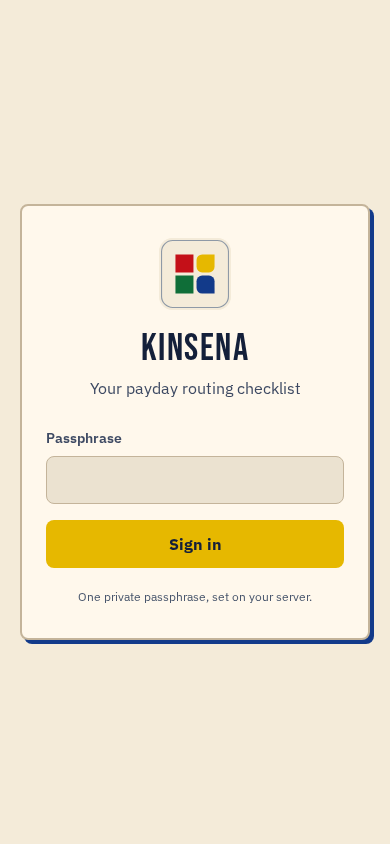 KINSENA
Your payday routing checklist
Passphrase
Sign in
One private passphrase, set on your server.